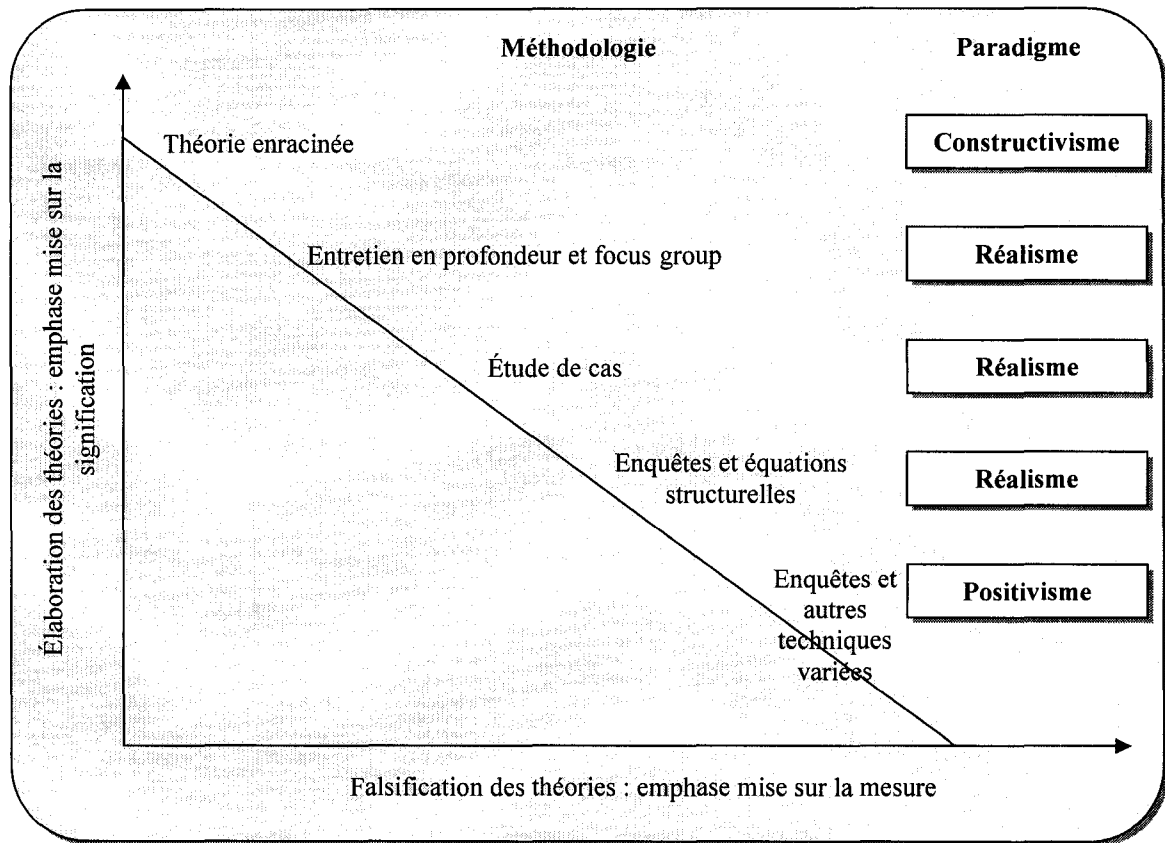 Méthodologie
Paradigme
Élaboration des théories : emphase mise sur la
signification
Théorie enracinée
Constructivisme
Entretien en profondeur et focus group
Réalisme
Étude de cas
Réalisme
Enquêtes et équations
structurelles
Réalisme
Enquêtes et
autres
techniques
variées
Positivisme
Falsification des théories : emphase mise sur la mesure